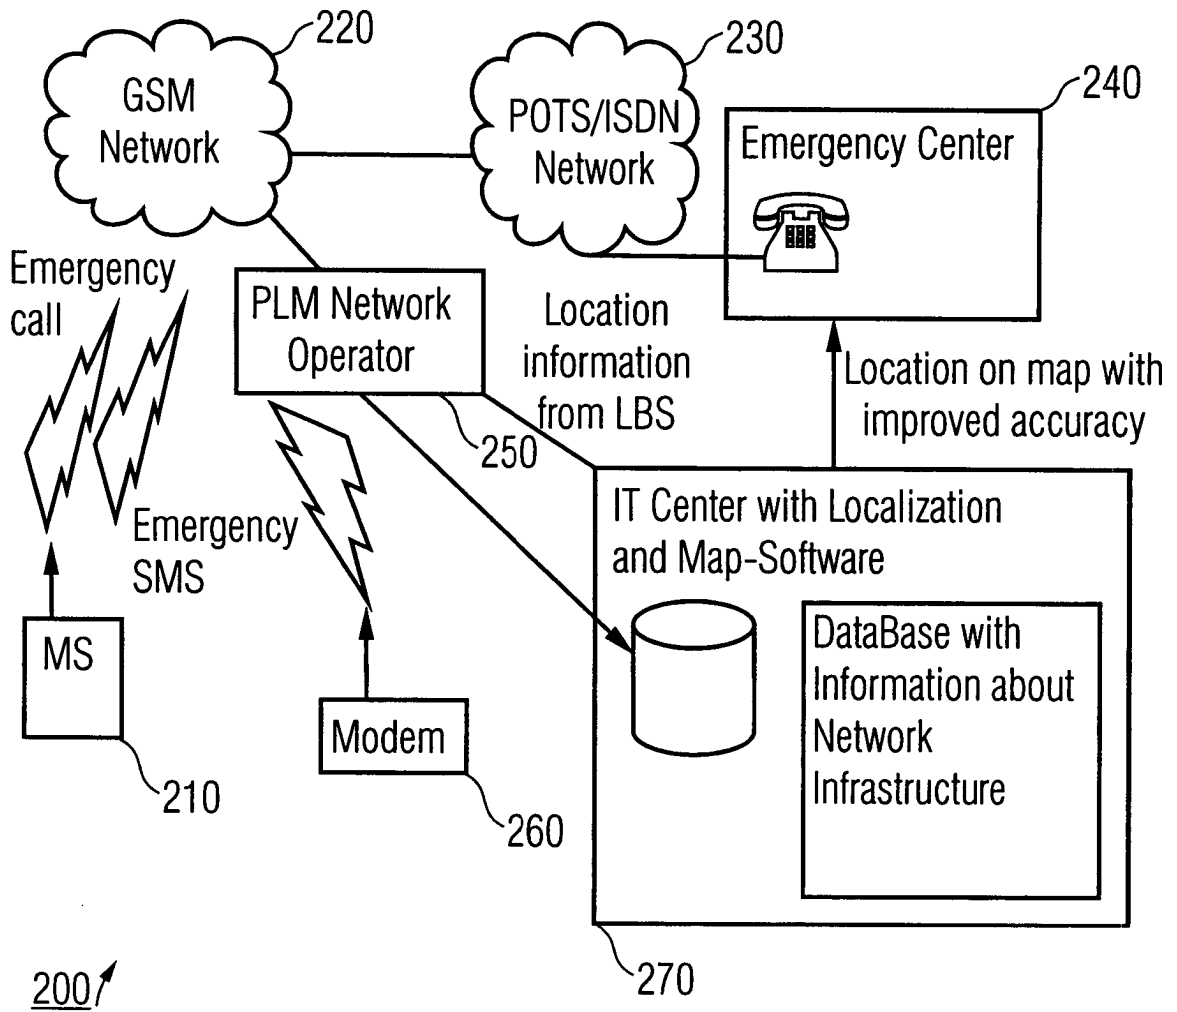 220
GSM
Network
230
POTS/ISDN
Network
240
Emergency Center
Emergency
call
PLM Network
Operator
250
Location
information
from LBS
Location on map with
improved accuracy
Emergency
SMS
MS
210
Modem
260
IT Center with Localization
and Map-Software
DataBase with
Information about
Network
Infrastructure
270
200